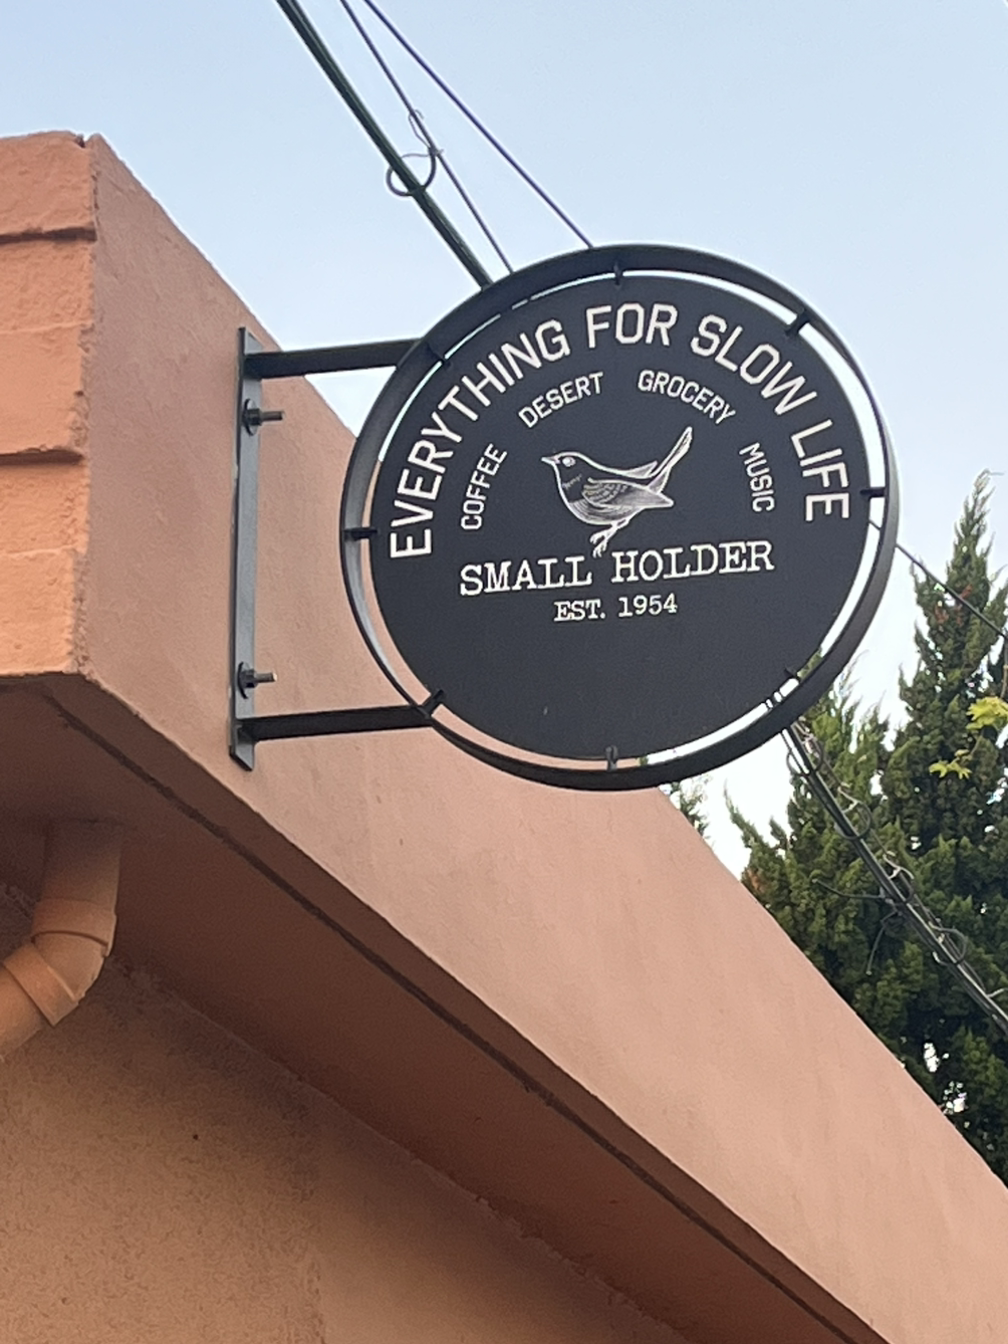 EVERYTHING FOR SLOW LIFE
COFFEE DESERT GROCERY MUSIC
SMALL HOLDER
EST. 1954